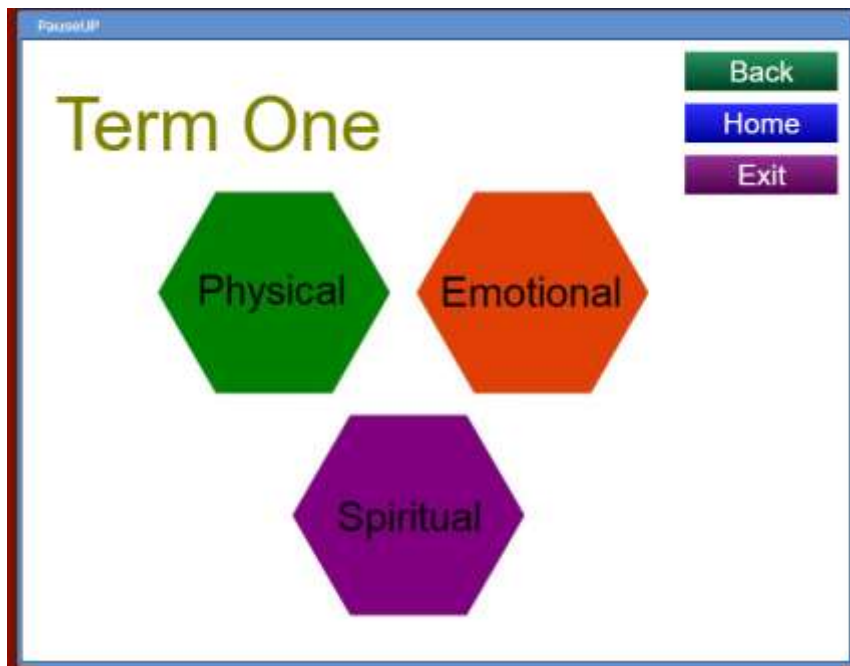 PauseUP
Term One
Back
Home
Exit
Physical
Emotional
Spiritual